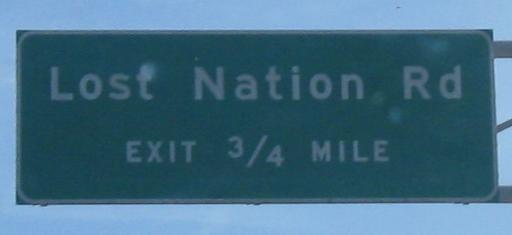 Lost Nation Rd
EXIT 3/4 MILE